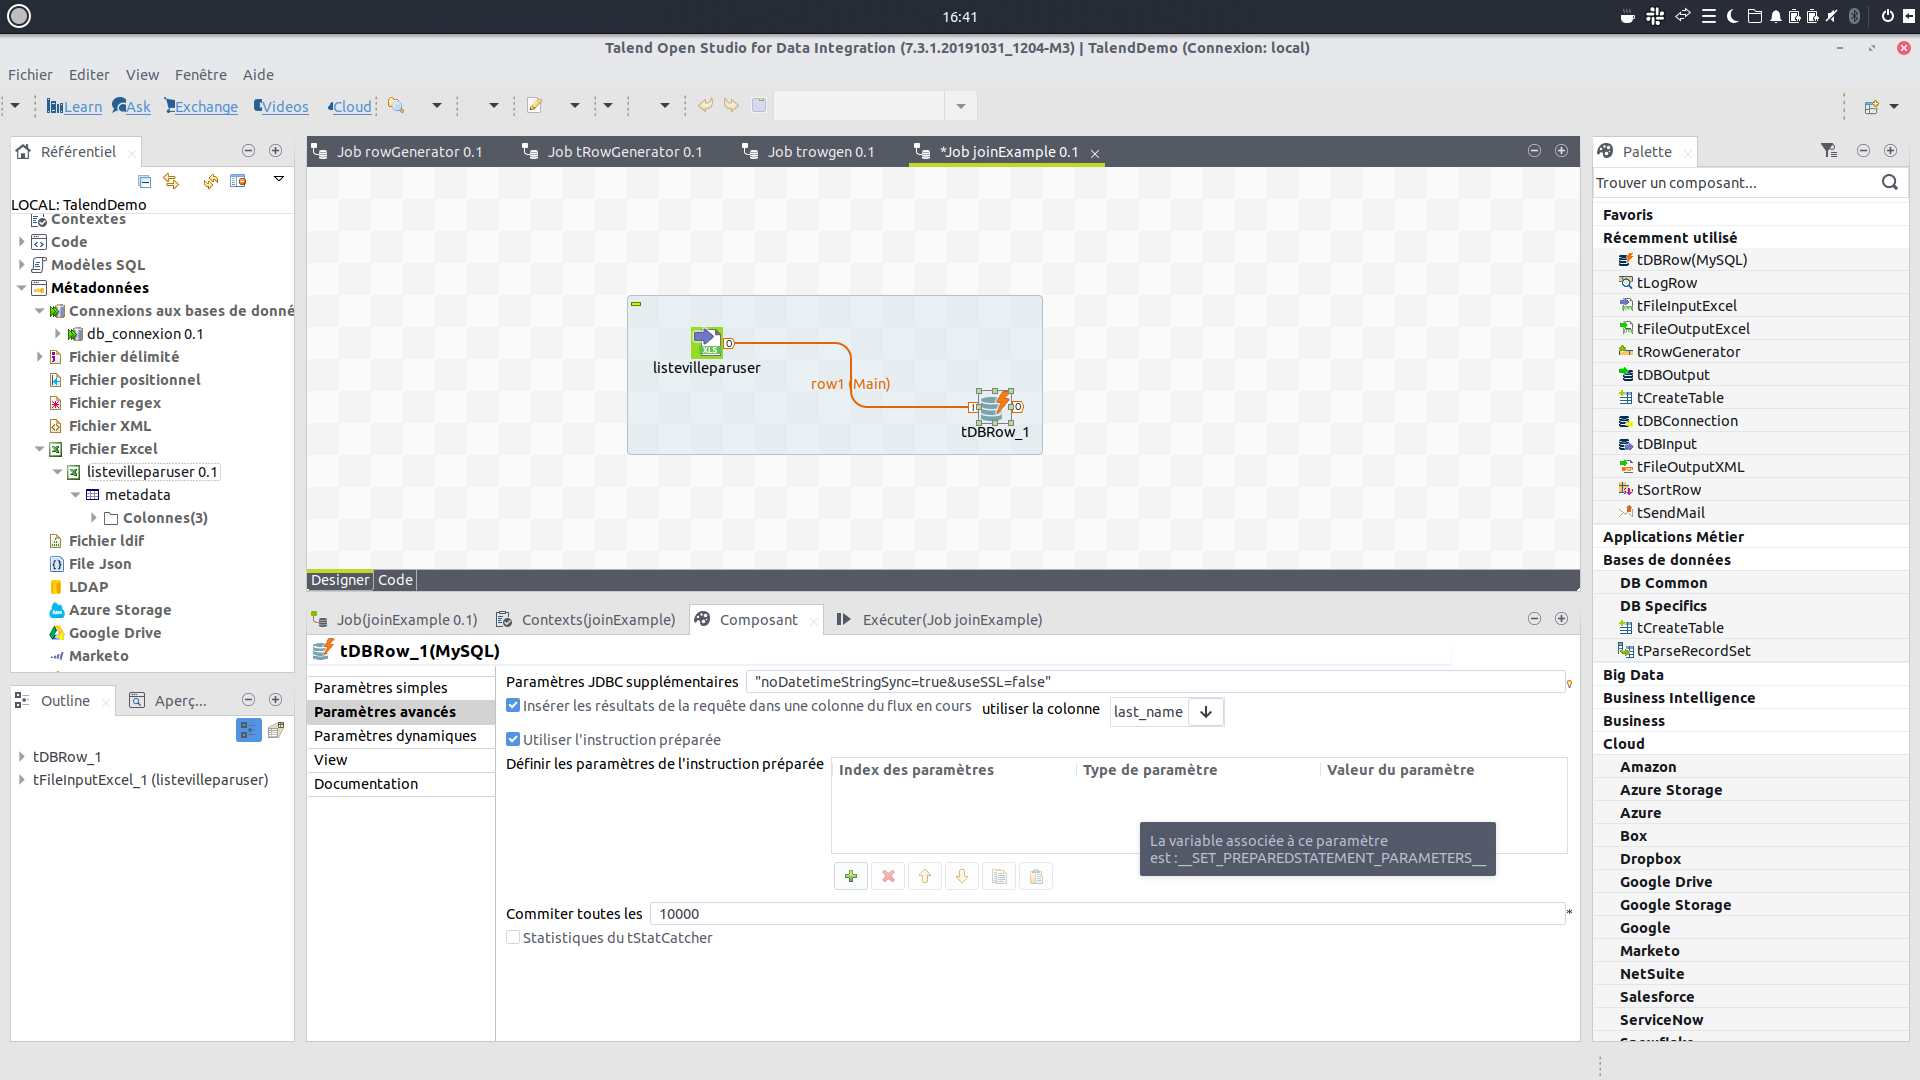 16:41
Talend Open Studio for Data Integration (7.3.1.20191031_1204-M3) | TalendDemo (Connexion: local)
Fichier Editer View Fenêtre Aide
Learn Ask Exchange Videos Cloud
Référentiel
LOCAL: TalendDemo
Contextes
Code
Modèles SQL
Métadonnées
Connexions aux bases de donné
db_connexion 0.1
Fichier délimité
Fichier positionnel
Fichier regex
Fichier XML
Fichier Excel
listevilleparuser 0.1
metadata
Colonnes(3)
Fichier ldif
File Json
LDAP
Azure Storage
Google Drive
Marketo
Outline Aperç...
tDBRow_1
tFileInputExcel_1 (listevilleparuser)
Job rowGenerator 0.1 Job tRowGenerator 0.1 Job trowgen 0.1 *Job joinExample 0.1
XLS
listevilleparuser
row1 (Main)
tDBRow_1
Designer Code
Job(joinExample 0.1) Contexts(joinExample) Composant Exécuter(Job joinExample)
tDBRow_1(MySQL)
Paramètres simples
Paramètres avancés
Paramètres dynamiques
View
Documentation
Paramètres JDBC supplémentaires "noDatetimeStringSync=true&useSSL=false"
Insérer les résultats de la requête dans une colonne du flux en cours utiliser la colonne last_name
Utiliser l'instruction préparée
Définir les paramètres de l'instruction préparée Index des paramètres Type de paramètre Valeur du paramètre
La variable associée à ce paramètre
est :__SET_PREPAREDSTATEMENT_PARAMETERS__
Commiter toutes les 10000 *
Statistiques du tStatCatcher
Palette
Trouver un composant...
Favoris
Récemment utilisé
tDBRow(MySQL)
tLogRow
tFileInputExcel
tFileOutputExcel
tRowGenerator
tDBOutput
tCreateTable
tDBConnection
tDBInput
tFileOutputXML
tSortRow
tSendMail
Applications Métier
Bases de données
DB Common
DB Specifics
tCreateTable
tParseRecordSet
Big Data
Business Intelligence
Business
Cloud
Amazon
Azure Storage
Azure
Box
Dropbox
Google Drive
Google Storage
Google
Marketo
NetSuite
Salesforce
ServiceNow